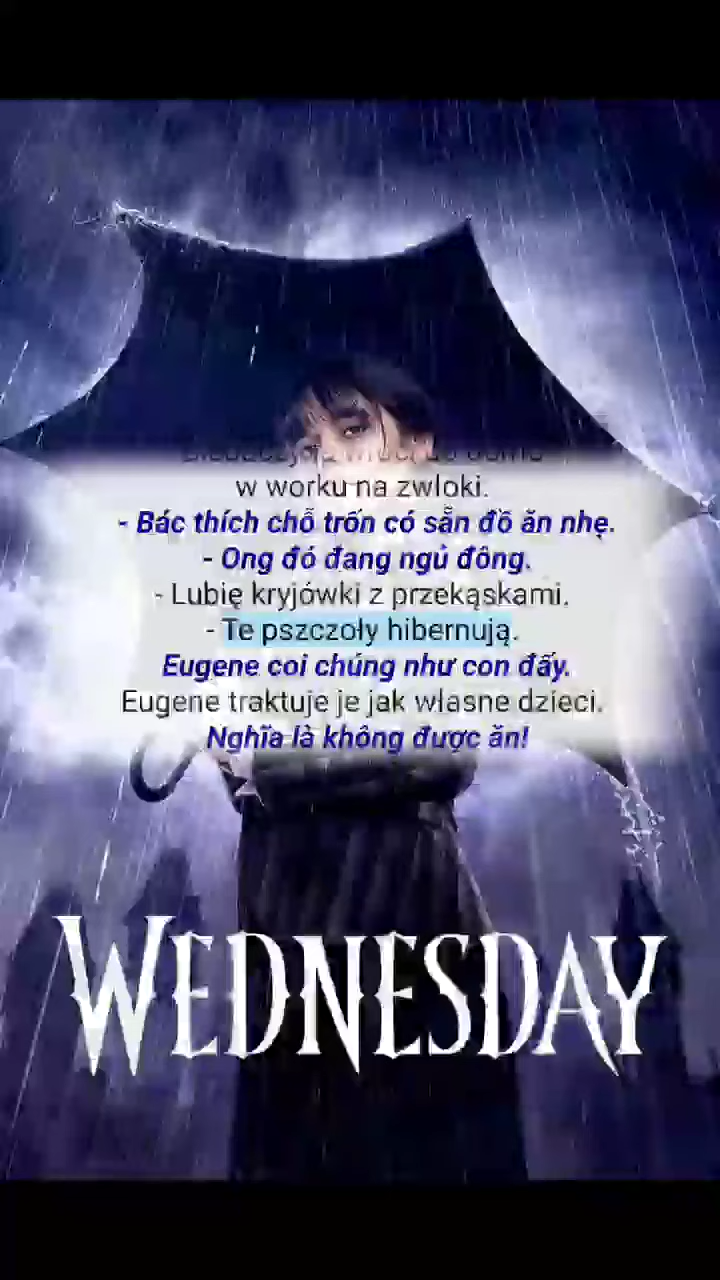 w worku na zwłoki.
- Bác thích chỗ trốn có sẵn đồ ăn nhẹ.
- Ong đó đang ngủ đông.
- Lubię kryjówki z przekąskami.
- Te pszczoły hibernują.
Eugene coi chúng như con đấy.
Eugene traktuje je jak własne dzieci.
Nghĩa là không được ăn!
WEDNESDAY